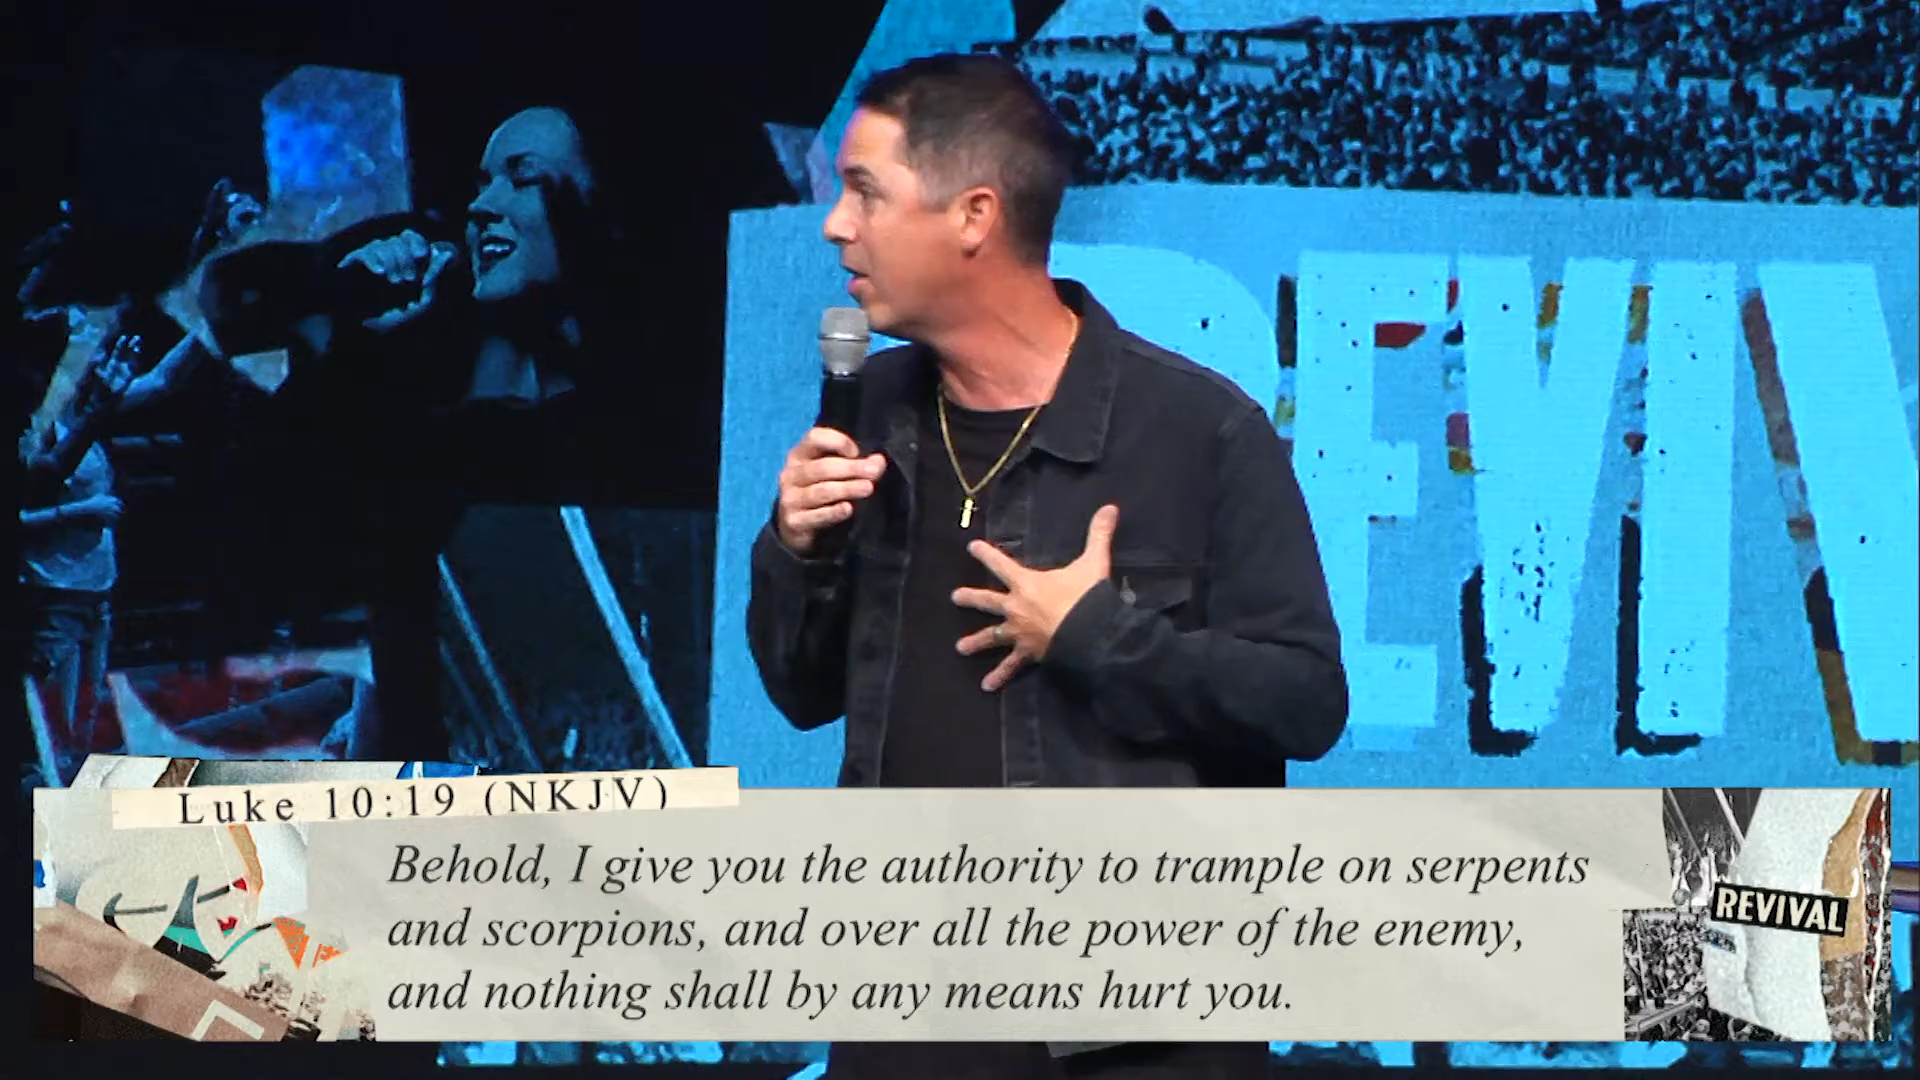 REVIV
Luke 10:19 (NKJV)
Behold, I give you the authority to trample on serpents
and scorpions, and over all the power of the enemy,
and nothing shall by any means hurt you.
REVIVAL